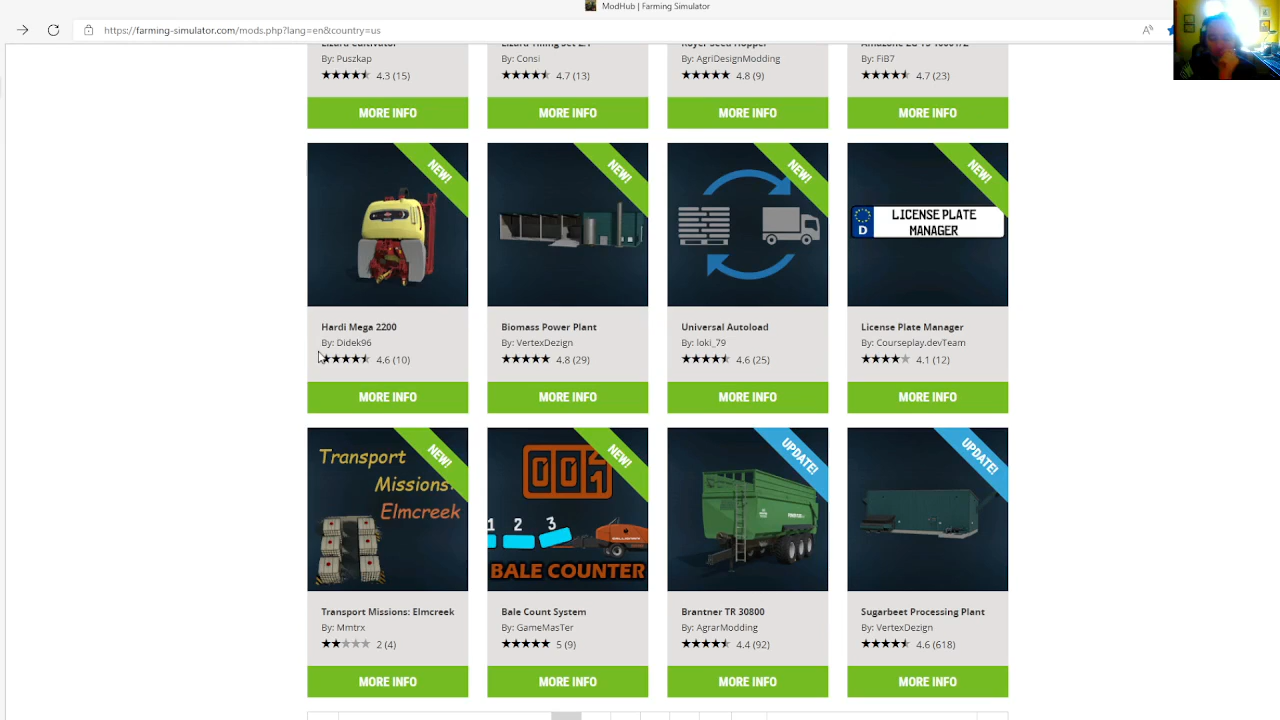 ModHub | Farming Simulator
https://farming-simulator.com/mods.php?lang=en&country=us
By: Puszkap
4.3 (15)
MORE INFO
By: Consi
4.7 (13)
MORE INFO
By: AgriDesignModding
4.8 (9)
MORE INFO
By: FiB7
4.7 (23)
MORE INFO
NEW!
Hardi Mega 2200
By: Didek96
4.6 (10)
MORE INFO
NEW!
Biomass Power Plant
By: VertexDezign
4.8 (29)
MORE INFO
NEW!
Universal Autoload
By: loki_79
4.6 (25)
MORE INFO
NEW!
D
LICENSE PLATE
MANAGER
License Plate Manager
By: Courseplay.devTeam
4.1 (12)
MORE INFO
NEW!
Transport
Missions:
Elmcreek
Transport Missions: Elmcreek
By: Mmtrx
2 (4)
MORE INFO
NEW!
1 2 3
BALE COUNTER
Bale Count System
By: GameMasTer
5 (9)
MORE INFO
UPDATE!
Brantner TR 30800
By: AgrarModding
4.4 (92)
MORE INFO
UPDATE!
Sugarbeet Processing Plant
By: VertexDezign
4.6 (618)
MORE INFO